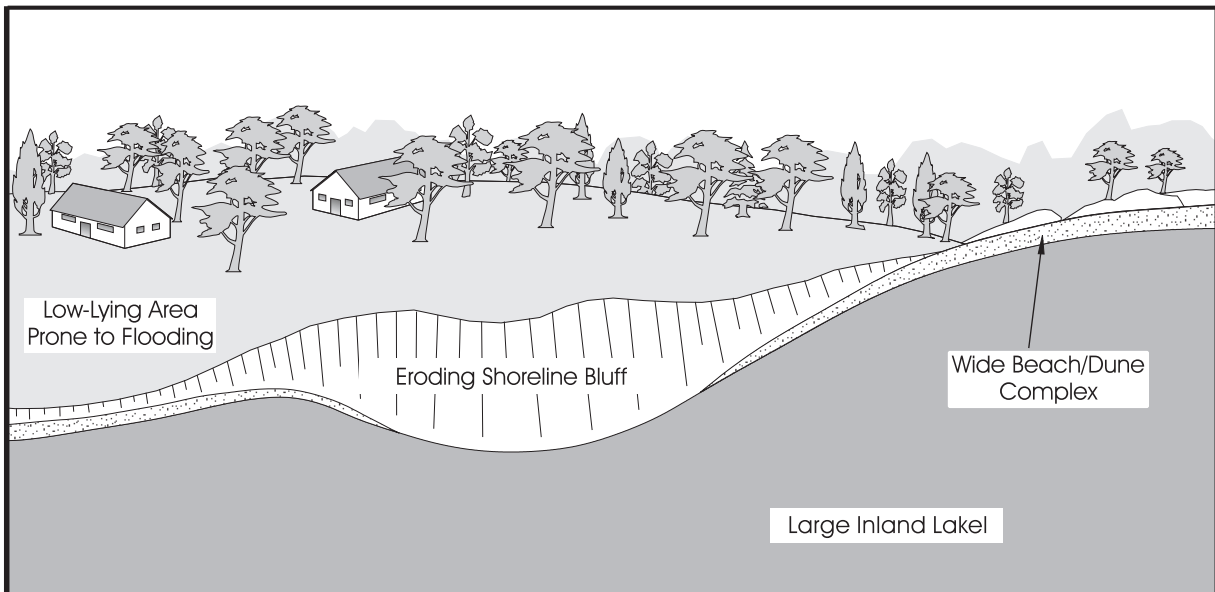 Low-Lying Area
Prone to Flooding
Eroding Shoreline Bluff
Wide Beach/Dune
Complex
Large Inland Lakel